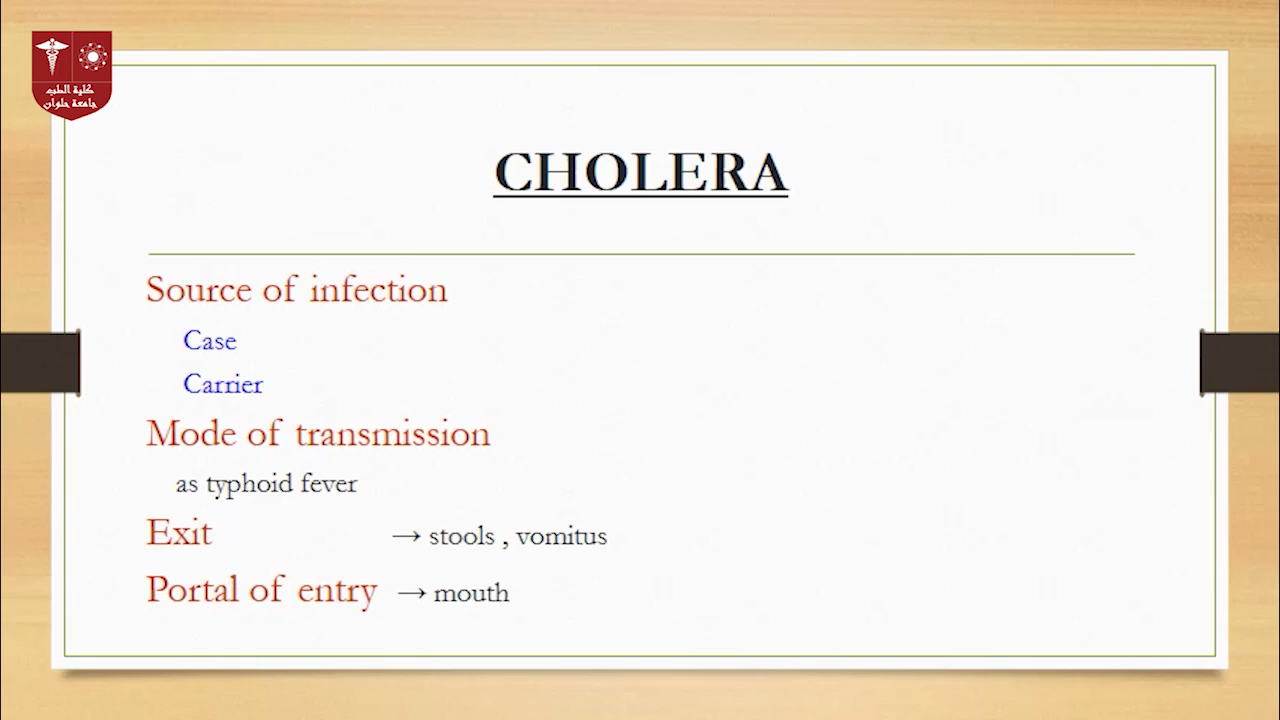 كلية الطب
جامعة حلوان
CHOLERA
Source of infection
Case
Carrier
Mode of transmission
as typhoid fever
Exit → stools , vomitus
Portal of entry → mouth